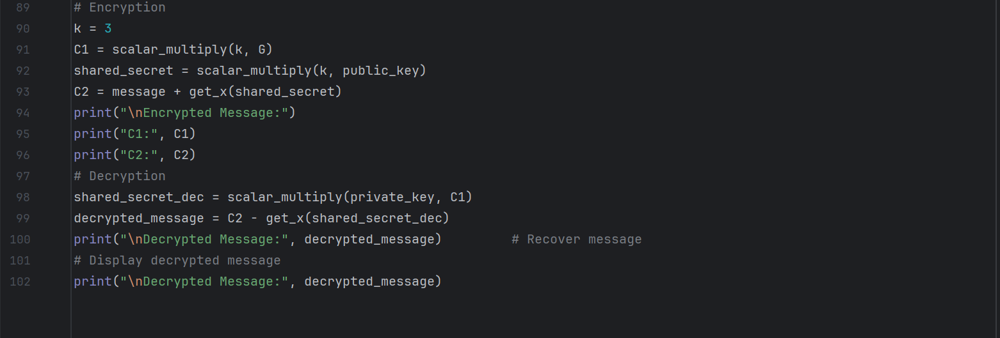 89 # Encryption
90 k = 3
91 C1 = scalar_multiply(k, G)
92 shared_secret = scalar_multiply(k, public_key)
93 C2 = message + get_x(shared_secret)
94 print("\nEncrypted Message:")
95 print("C1:", C1)
96 print("C2:", C2)
97 # Decryption
98 shared_secret_dec = scalar_multiply(private_key, C1)
99 decrypted_message = C2 - get_x(shared_secret_dec)
100 print("\nDecrypted Message:", decrypted_message) # Recover message
101 # Display decrypted message
102 print("\nDecrypted Message:", decrypted_message)